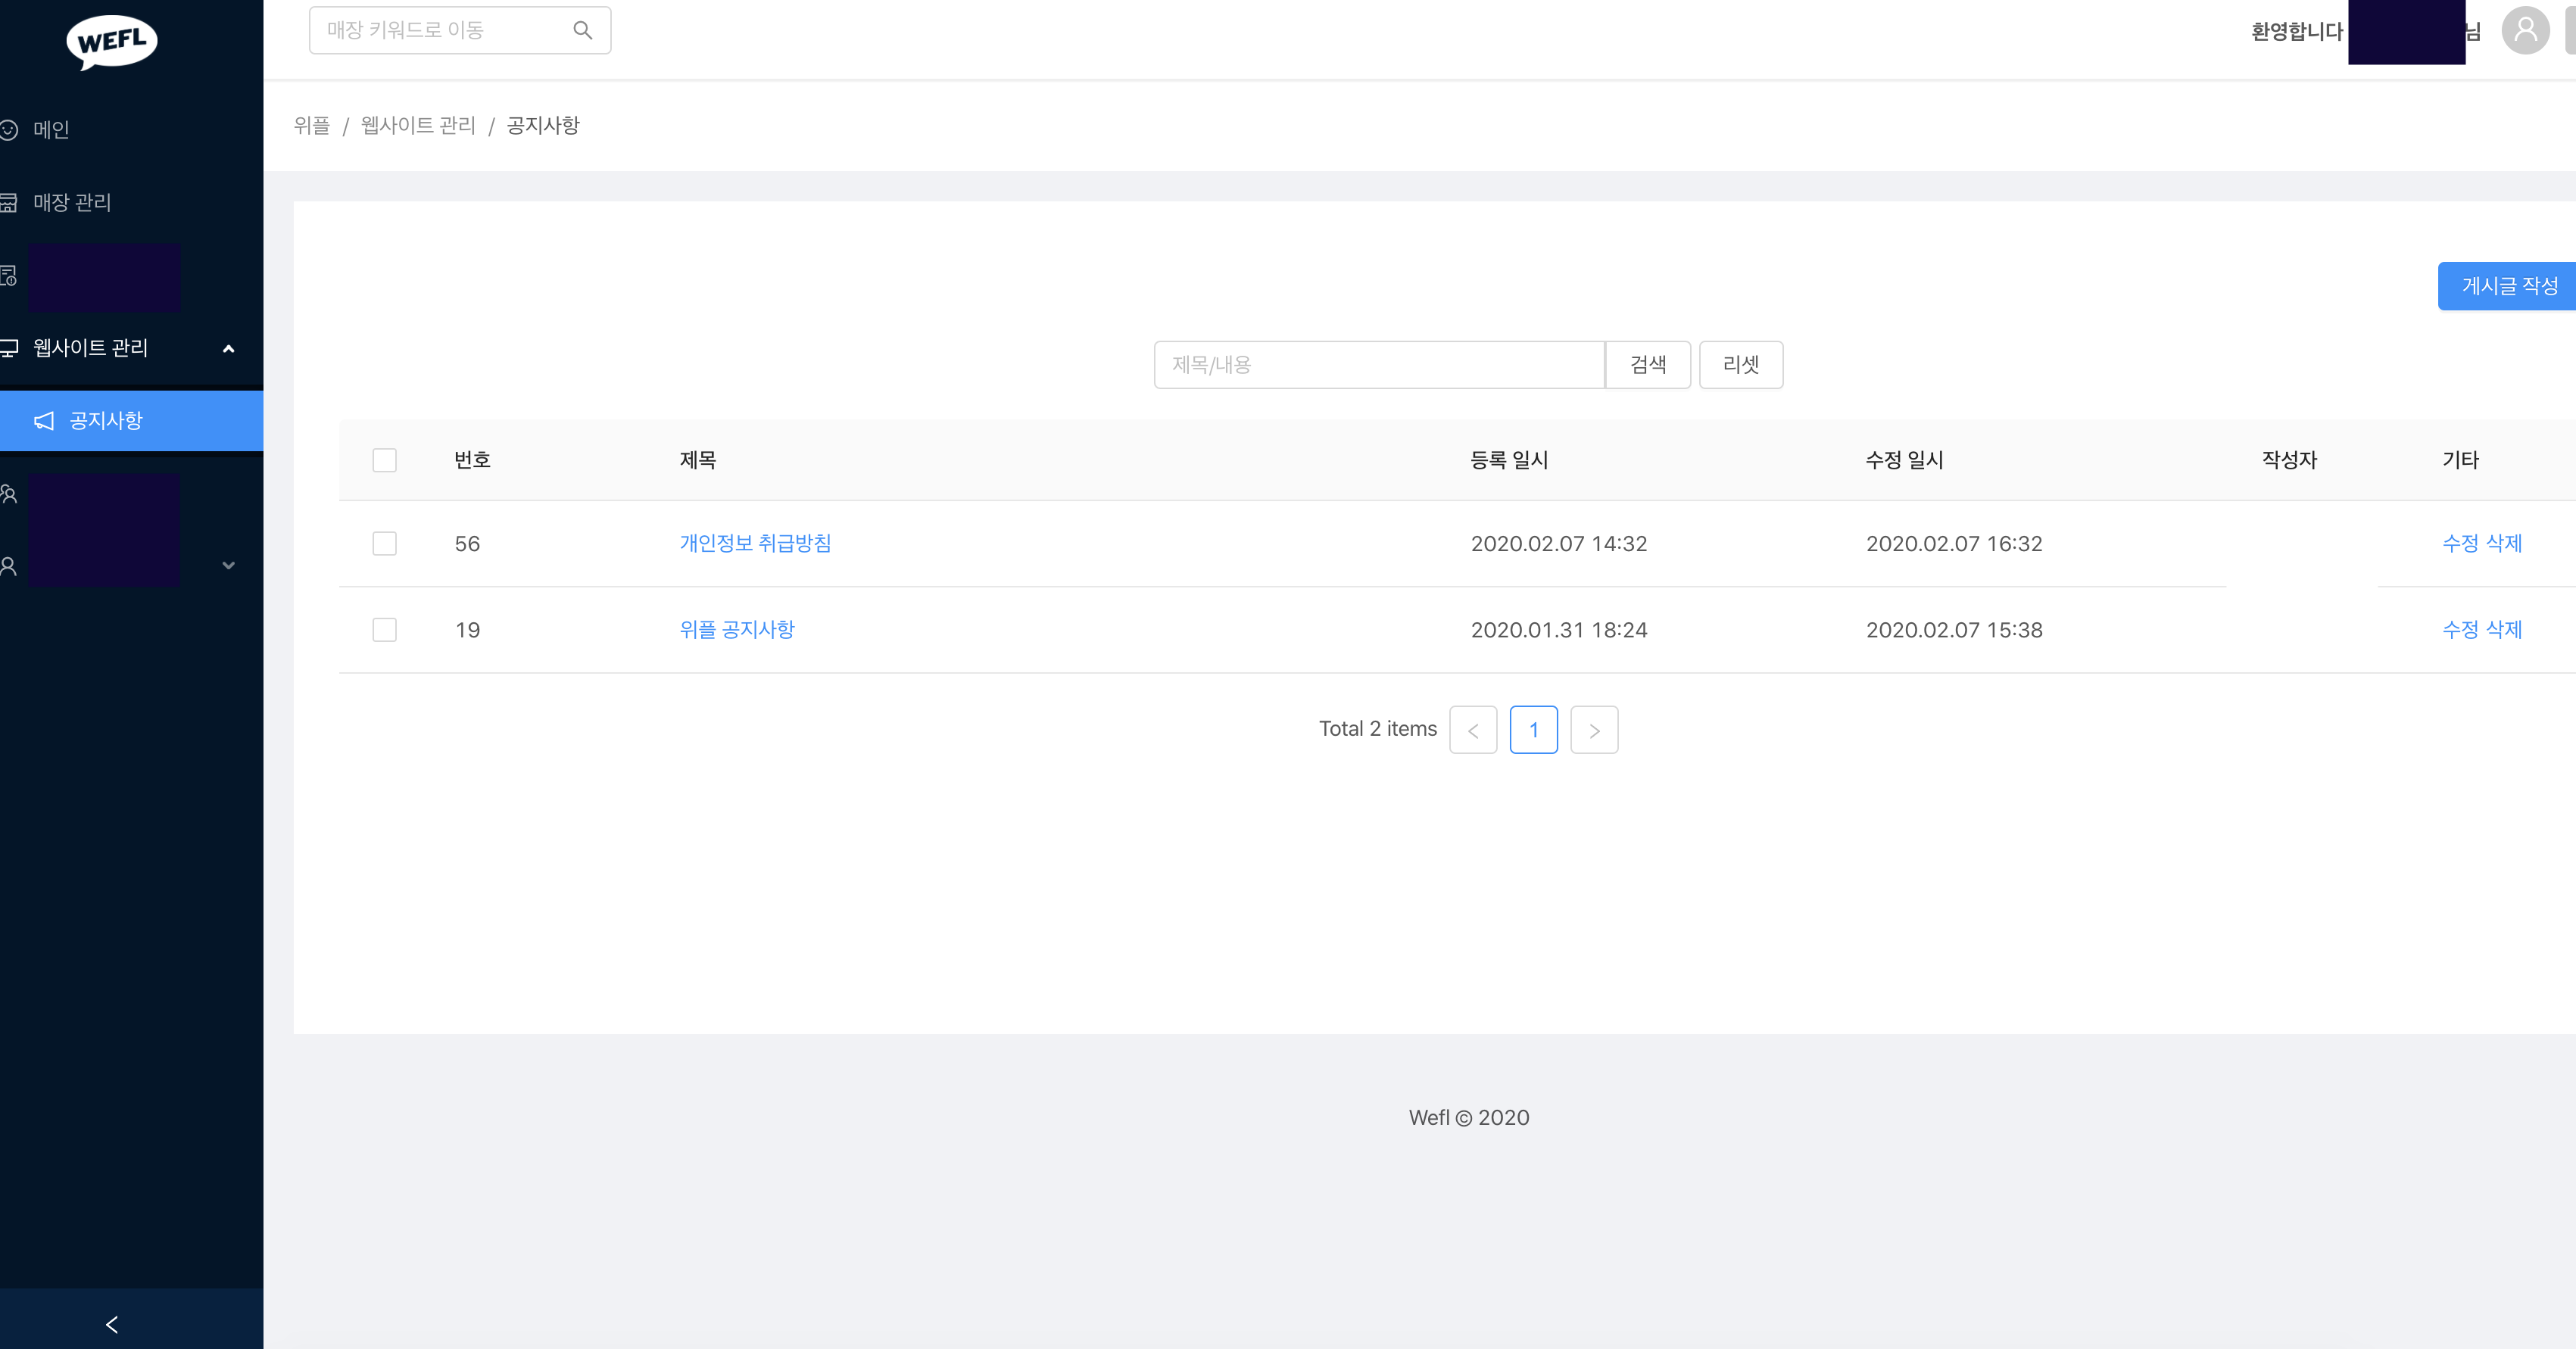 WEFL
매장 키워드로 이동
환영합니다 님
메인
매장 관리
웹사이트 관리
공지사항
위플 / 웹사이트 관리 / 공지사항
게시글 작성
제목/내용 검색 리셋
번호 제목 등록 일시 수정 일시 작성자 기타
56 개인정보 취급방침 2020.02.07 14:32 2020.02.07 16:32 수정 삭제
19 위플 공지사항 2020.01.31 18:24 2020.02.07 15:38 수정 삭제
Total 2 items < 1 >
Wefl © 2020